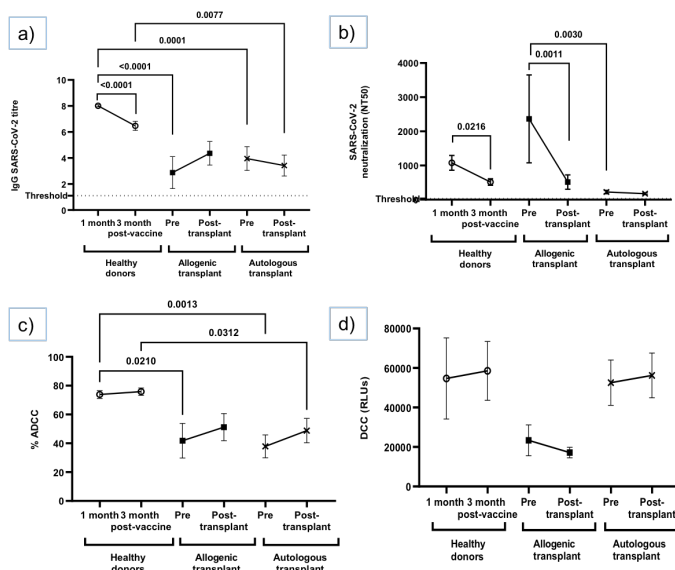 a)
0.0077
0.0001
<0.0001
<0.0001
IgG SARS-CoV-2 titre
10
8
6
4
2
0
Threshold
1 month 3 month Pre Post- Pre Post-
post-vaccine transplant transplant
Healthy Allogenic Autologous
donors transplant transplant
b)
0.0030
0.0011
0.0216
SARS-CoV-2
neutralization (NT50)
4000
3000
2000
1000
0
Threshold
1 month 3 month Pre Post- Pre Post-
post-vaccine transplant transplant
Healthy Allogenic Autologous
donors transplant transplant
c)
0.0013
0.0312
0.0210
% ADCC
100
80
60
40
20
0
1 month 3 month Pre Post- Pre Post-
post-vaccine transplant transplant
Healthy Allogenic Autologous
donors transplant transplant
d)
DCC (RLUs)
80000
60000
40000
20000
0
1 month 3 month Pre Post- Pre Post-
post-vaccine transplant transplant
Healthy Allogenic Autologous
donors transplant transplant